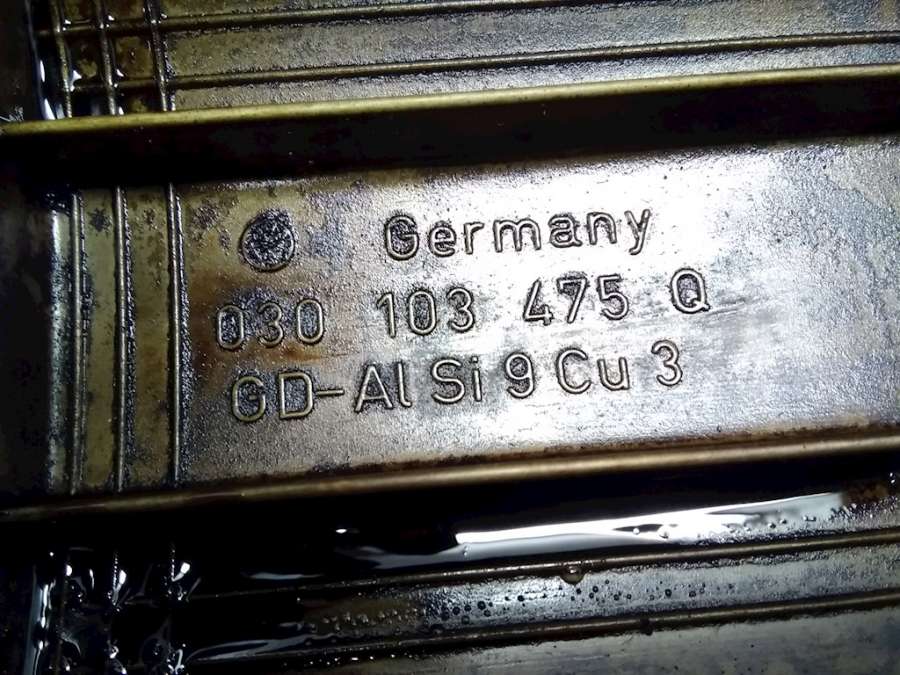 Germany
030 103 475 Q
GD-AlSi9Cu3